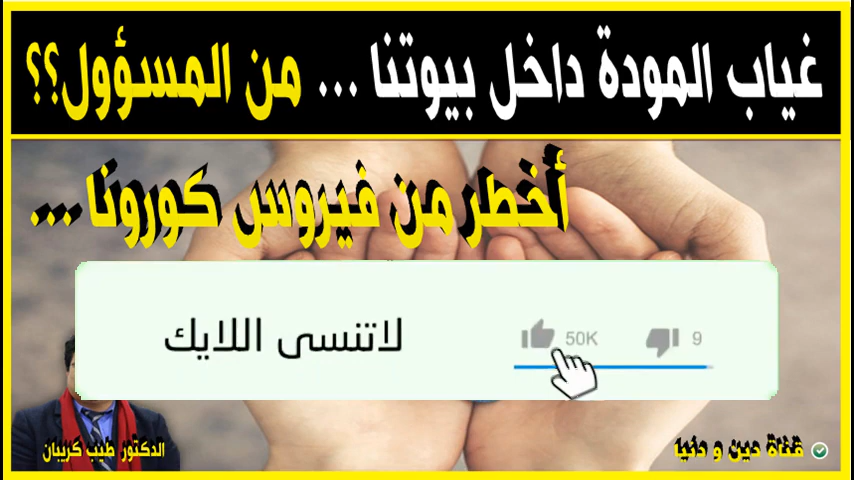 غياب المودة داخل بيوتنا ... من المسؤول؟؟
أخطر من فيروس كورونا ....
لاتنسى اللايك
50K
9
الدكتور طيب كريبان
قناة دين و دنيا